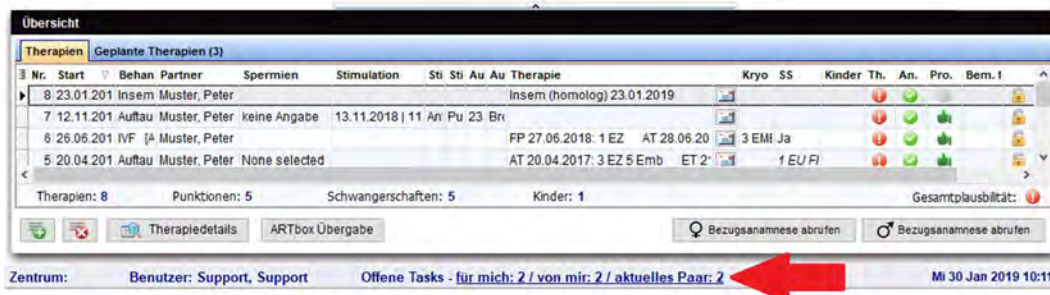 Übersicht
Therapien Geplante Therapien (3)
Nr. Start Behan Partner Spermien Stimulation Sti Sti Au Au Therapie Kryo SS Kinder Th. An. Pro. Bem. !
8 23.01.201 Insem Muster, Peter Insem (homolog) 23.01.2019
7 12.11.201 Auftau Muster, Peter keine Angabe 13.11.2018 | 11 An Pu 23 Bre
6 26.06.201 IVF [A Muster, Peter FP 27.06.2018: 1 EZ AT 28.06.20 3 EMI Ja
5 20.04.201 Auftau Muster, Peter None selected AT 20.04.2017: 3 EZ 5 Emb ET 2 1 EU FI
Therapien: 8 Punktionen: 5 Schwangerschaften: 5 Kinder: 1 Gesamtplausbilität:
Therapiedetails ARTbox Übergabe Bezugsanamnese abrufen Bezugsanamnese abrufen
Zentrum: Benutzer: Support, Support Offene Tasks - für mich: 2 / von mir: 2 / aktuelles Paar: 2 Mi 30 Jan 2019 10:11